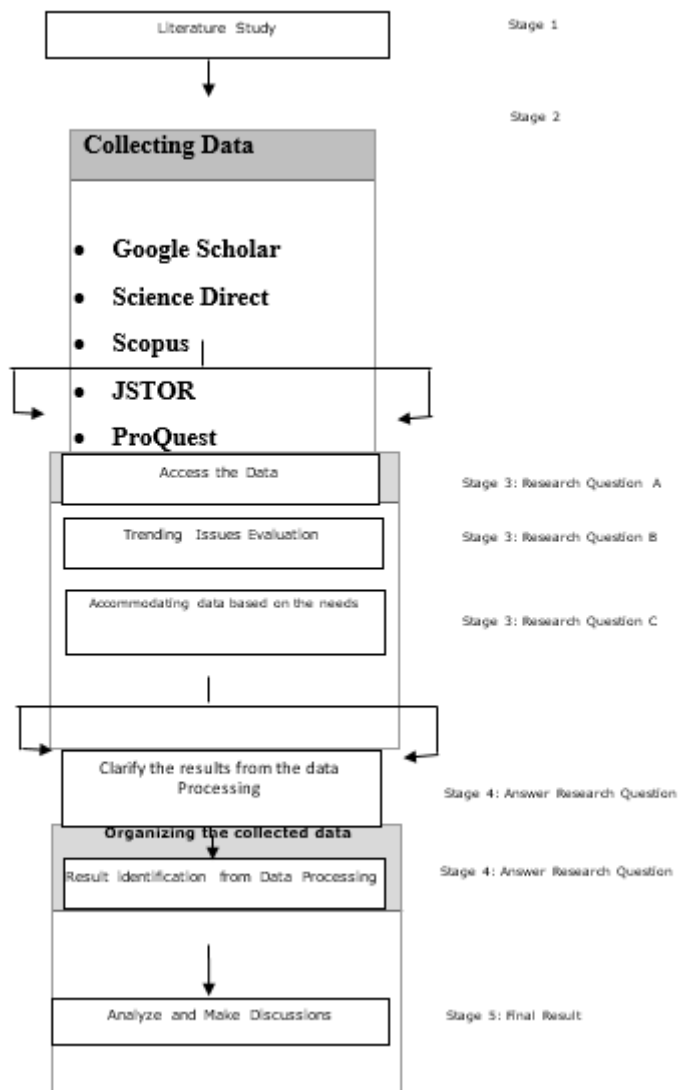 Literature Study
Stage 1
Stage 2
Collecting Data
• Google Scholar
• Science Direct
• Scopus
• JSTOR
• ProQuest
Access the Data
Stage 3: Research Question A
Trending Issues Evaluation
Stage 3: Research Question B
Accommodating data based on the needs
Stage 3: Research Question C
Clarify the results from the data
Processing
Stage 4: Answer Research Question
Organizing the collected data
Result identification from Data Processing
Stage 4: Answer Research Question
Analyze and Make Discussions
Stage 5: Final Result